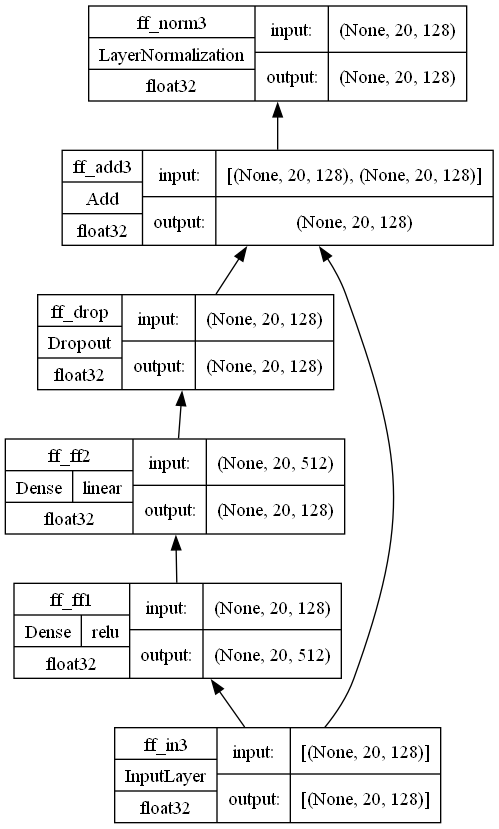 ff_norm3
LayerNormalization
float32
input: (None, 20, 128)
output: (None, 20, 128)
ff_add3
Add
float32
input: [(None, 20, 128), (None, 20, 128)]
output: (None, 20, 128)
ff_drop
Dropout
float32
input: (None, 20, 128)
output: (None, 20, 128)
ff_ff2
Dense linear
float32
input: (None, 20, 512)
output: (None, 20, 128)
ff_ff1
Dense relu
float32
input: (None, 20, 128)
output: (None, 20, 512)
ff_in3
InputLayer
float32
input: [(None, 20, 128)]
output: [(None, 20, 128)]